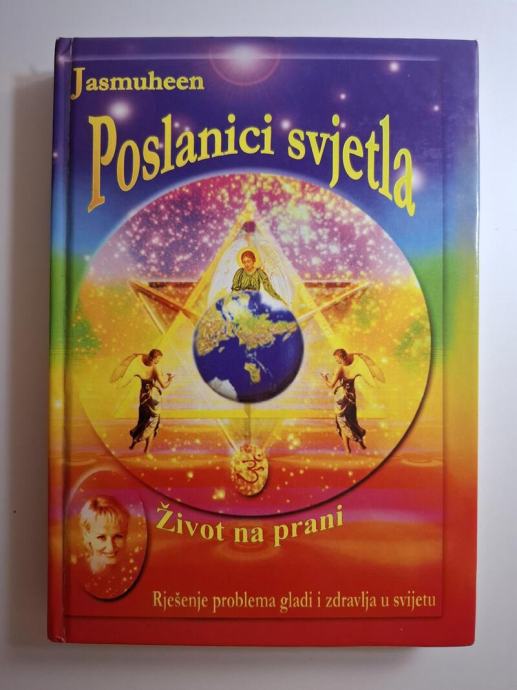 Jasmuheen
Poslanici svjetla
Život na prani
Rješenje problema gladi i zdravlja u svijetu